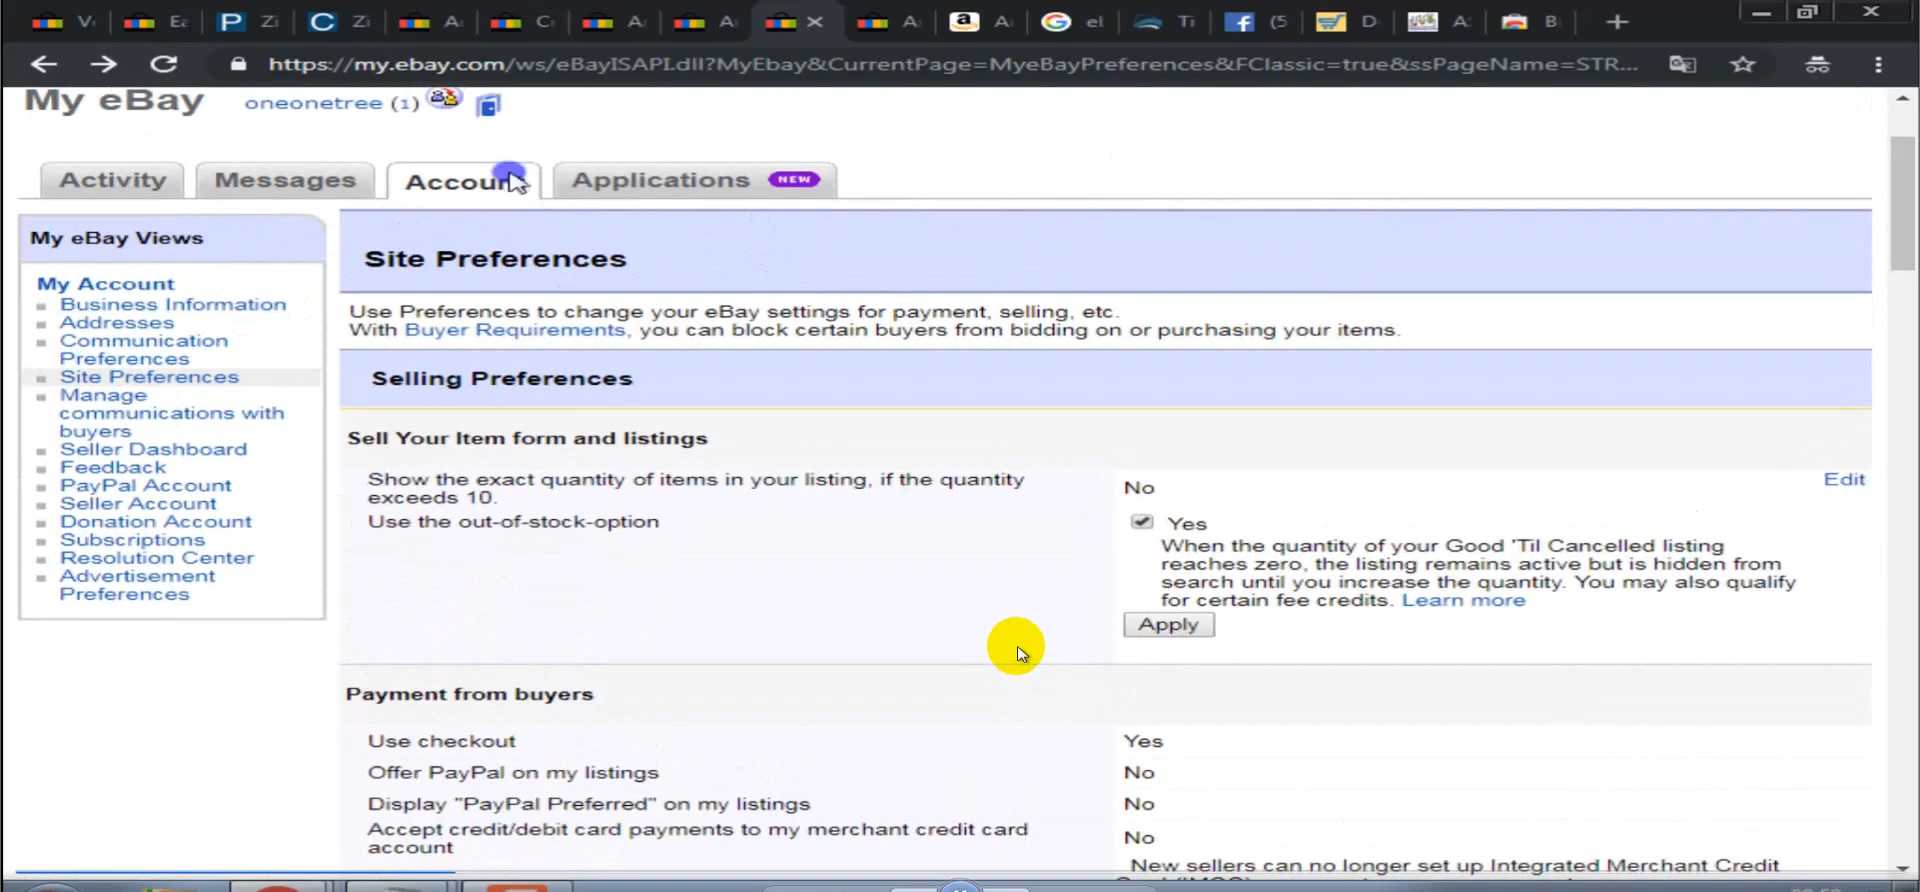 V
Ea
Zi
Zi
A
C
A
A
A
A
el
Ti
(5
D
A
B
https://my.ebay.com/ws/eBayISAPI.dll?MyEbay&CurrentPage=MyeBayPreferences&FClassic=true&ssPageName=STR...
My eBay oneonetree (1)
Activity
Messages
Applications NEW
My eBay Views
My Account
Business Information
Addresses
Communication
Preferences
Site Preferences
Manage
communications with
buyers
Seller Dashboard
Feedback
PayPal Account
Seller Account
Donation Account
Subscriptions
Resolution Center
Advertisement
Preferences
Site Preferences
Use Preferences to change your eBay settings for payment, selling, etc.
With Buyer Requirements, you can block certain buyers from bidding on or purchasing your items.
Selling Preferences
Sell Your Item form and listings
Show the exact quantity of items in your listing, if the quantity
exceeds 10.
No
Edit
Use the out-of-stock-option
Yes
When the quantity of your Good 'Til Cancelled listing
reaches zero, the listing remains active but is hidden from
search until you increase the quantity. You may also qualify
for certain fee credits. Learn more
Apply
Payment from buyers
Use checkout Yes
Offer PayPal on my listings No
Display "PayPal Preferred" on my listings No
Accept credit/debit card payments to my merchant credit card
account
No
New sellers can no longer set up Integrated Merchant Credit